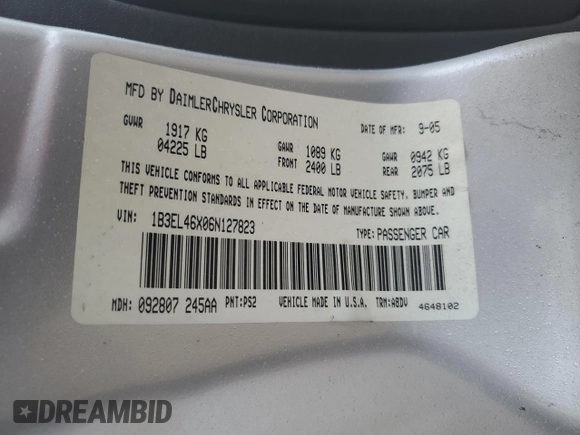 MFD BY DAIMLERCHRYSLER CORPORATION
DATE OF MFR: 9-05
GVWR 1917 KG 04225 LB
GAWR FRONT 1089 KG 2400 LB
GAWR REAR 0942 KG 2075 LB
THIS VEHICLE CONFORMS TO ALL APPLICABLE FEDERAL MOTOR VEHICLE SAFETY, BUMPER AND
THEFT PREVENTION STANDARDS IN EFFECT ON THE DATE OF MANUFACTURE SHOWN ABOVE.
VIN: 1B3EL46X06N127823 TYPE: PASSENGER CAR
MDH: 092807 245AA PNT: PS2 VEHICLE MADE IN U.S.A. TRM: A8DV 4648102
DREAMBID